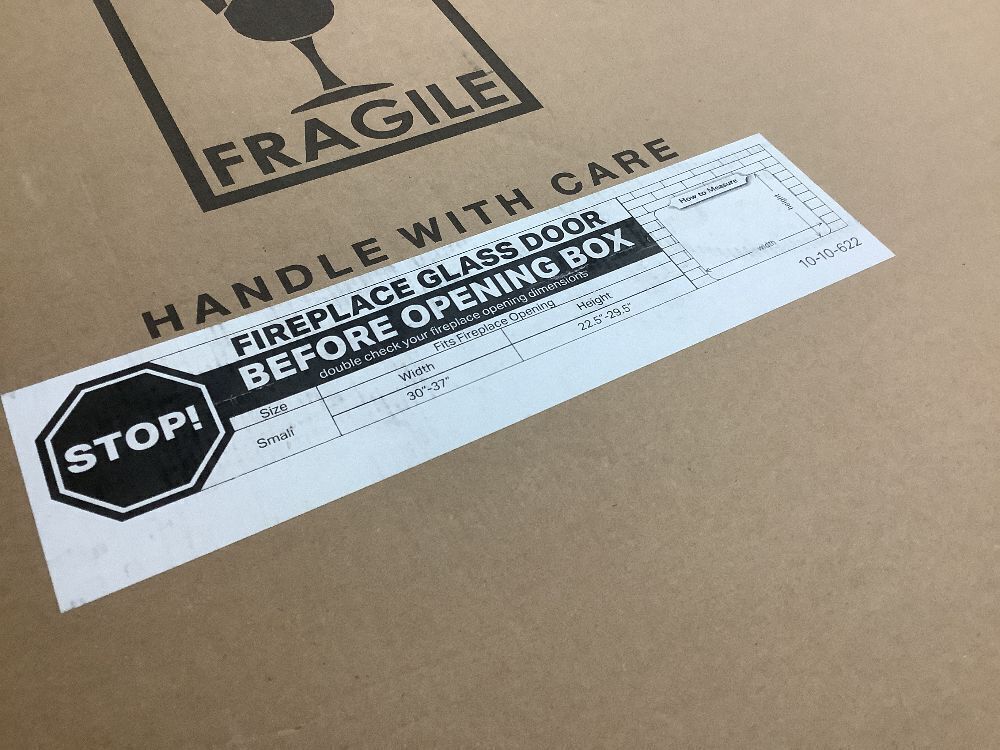 FRAGILE
HANDLE WITH CARE
STOP!
FIREPLACE GLASS DOOR
BEFORE OPENING BOX
double check your fireplace opening dimensions
Fits Fireplace Opening
Size Width Height
Small 30"-37" 22.5"-29.5"
How to Measure
height
width
10-10-622